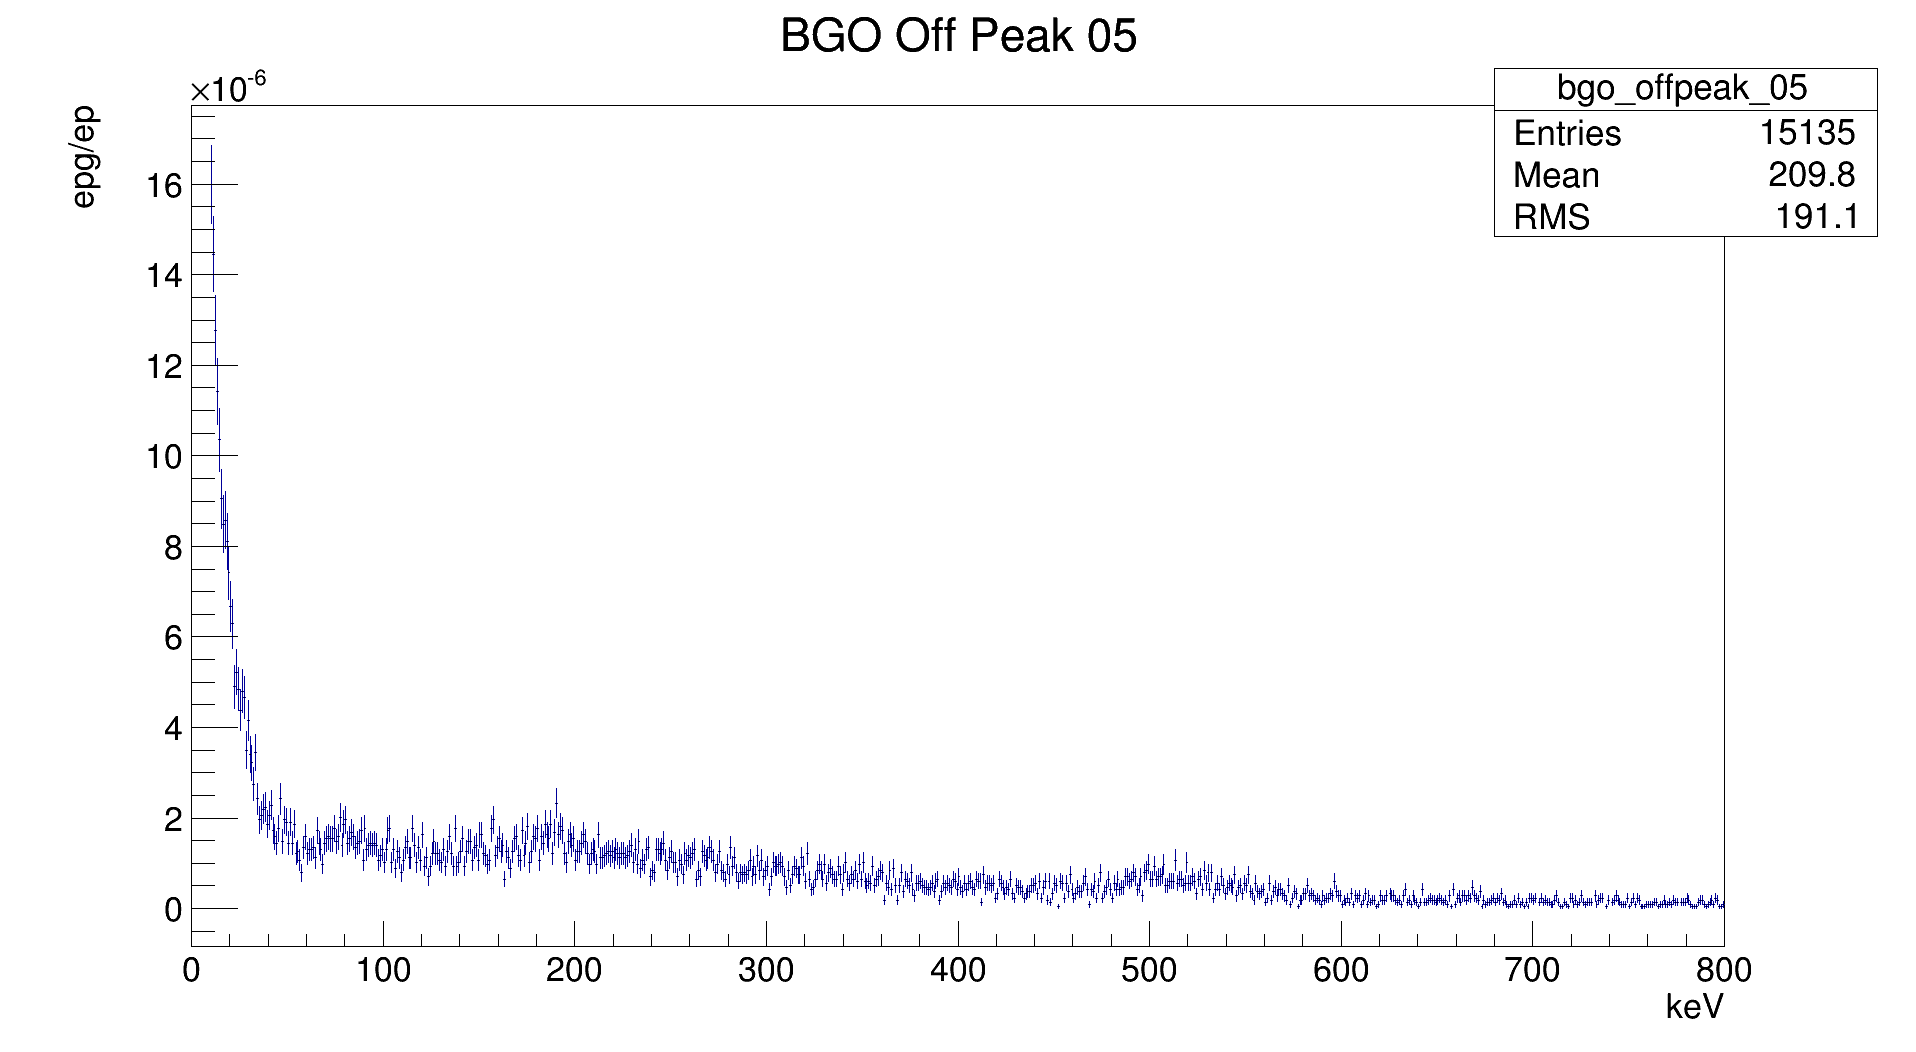 BGO Off Peak 05
×10-6
epg/ep
bgo_offpeak_05
Entries 15135
Mean 209.8
RMS 191.1
16
14
12
10
8
6
4
2
0
0 100 200 300 400 500 600 700 800
keV